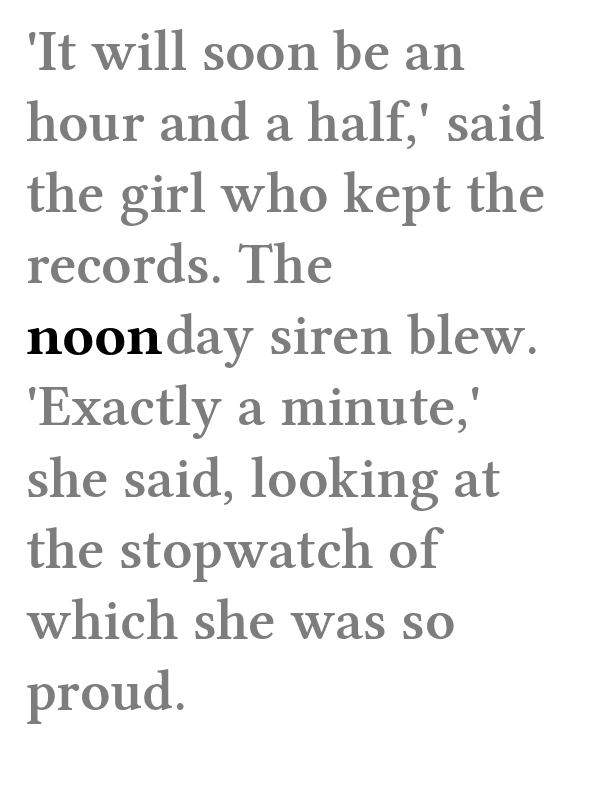 'It will soon be an
hour and a half,' said
the girl who kept the
records. The
noonday siren blew.
'Exactly a minute,'
she said, looking at
the stopwatch of
which she was so
proud.